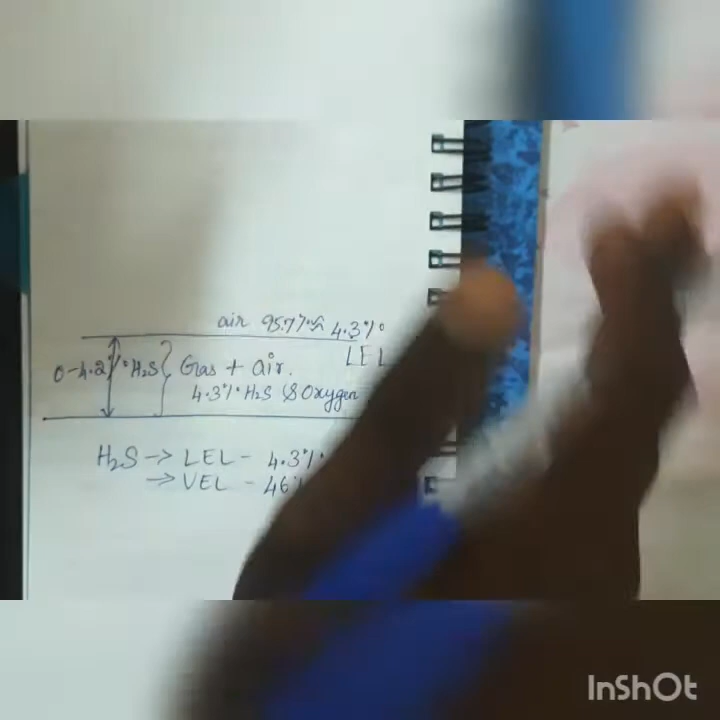 air 95.7% 4.3%
LEL
0-4.2% H₂S { Gas + air.
4.3% H₂S & Oxygen
H₂S → LEL - 4.3%
→ UEL - 46%
InShOt